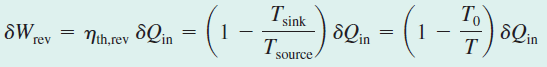 δW_rev = η_th,rev δQ_in = (1 − T_sink / T_source) δQ_in = (1 − T_0 / T) δQ_in